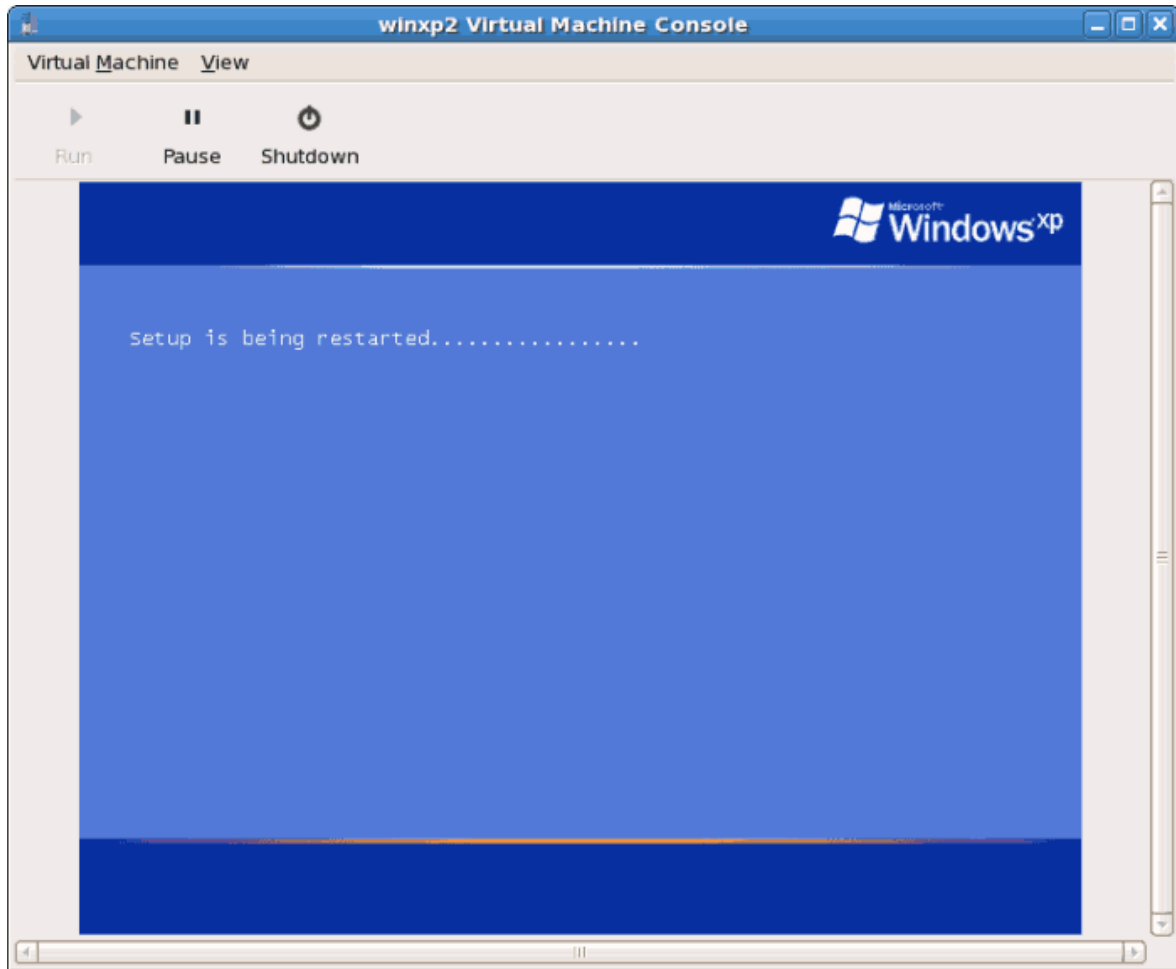 winxp2 Virtual Machine Console
Virtual Machine View
Run Pause Shutdown
Microsoft
Windows xp
Setup is being restarted.................